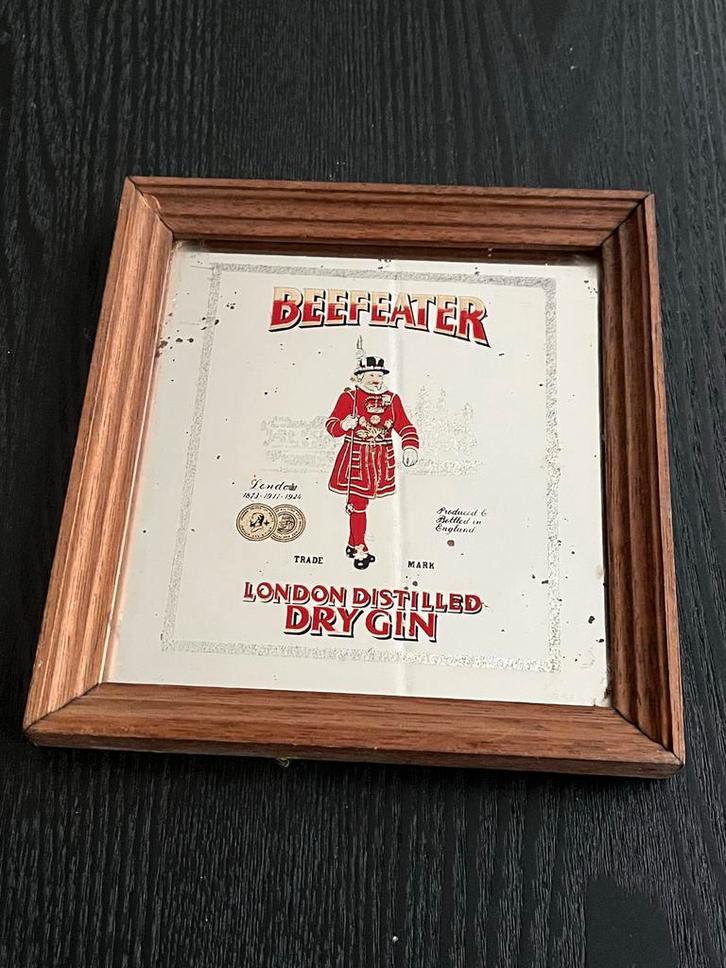 BEEFEATER
London
1873·1911·1924
Produced &
Bottled in
England
TRADE MARK
LONDON DISTILLED
DRY GIN